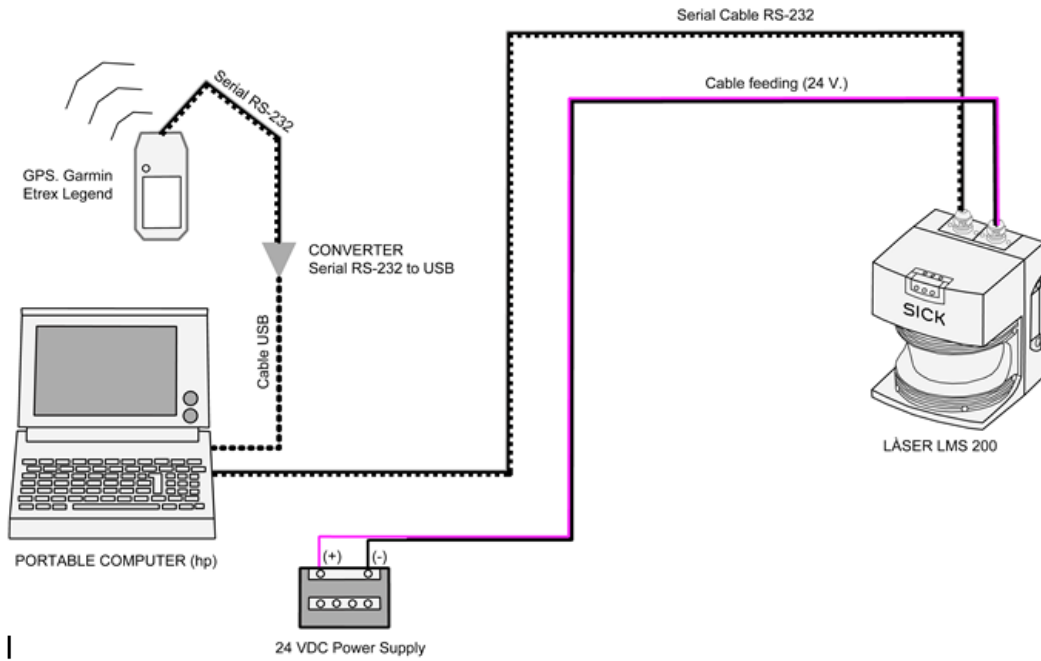 Serial Cable RS-232
Cable feeding (24 V.)
Serial RS-232
GPS. Garmin
Etrex Legend
CONVERTER
Serial RS-232 to USB
Cable USB
SICK
LÀSER LMS 200
PORTABLE COMPUTER (hp)
(+) (-)
24 VDC Power Supply